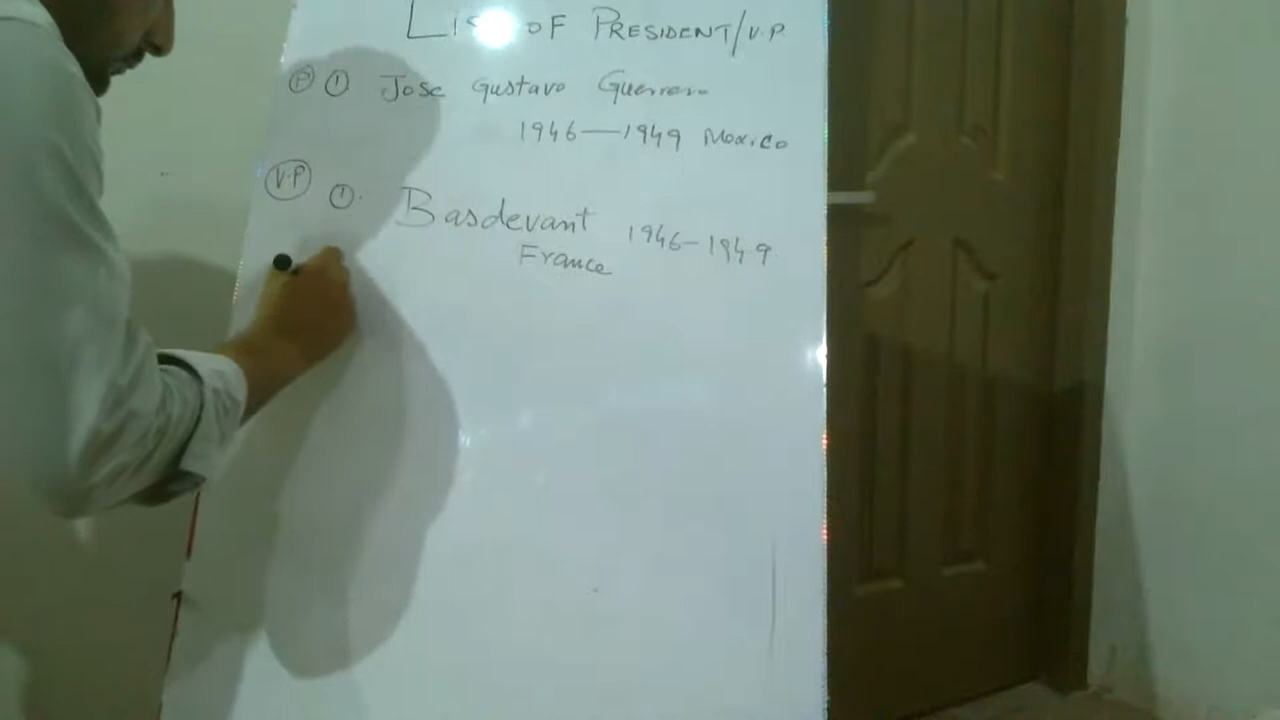 LIST OF PRESIDENT/V.P.
P 1 Jose Gustavo Guerrero
1946—1949 Mexico
V.P 1. Basdevant 1946-1949
France